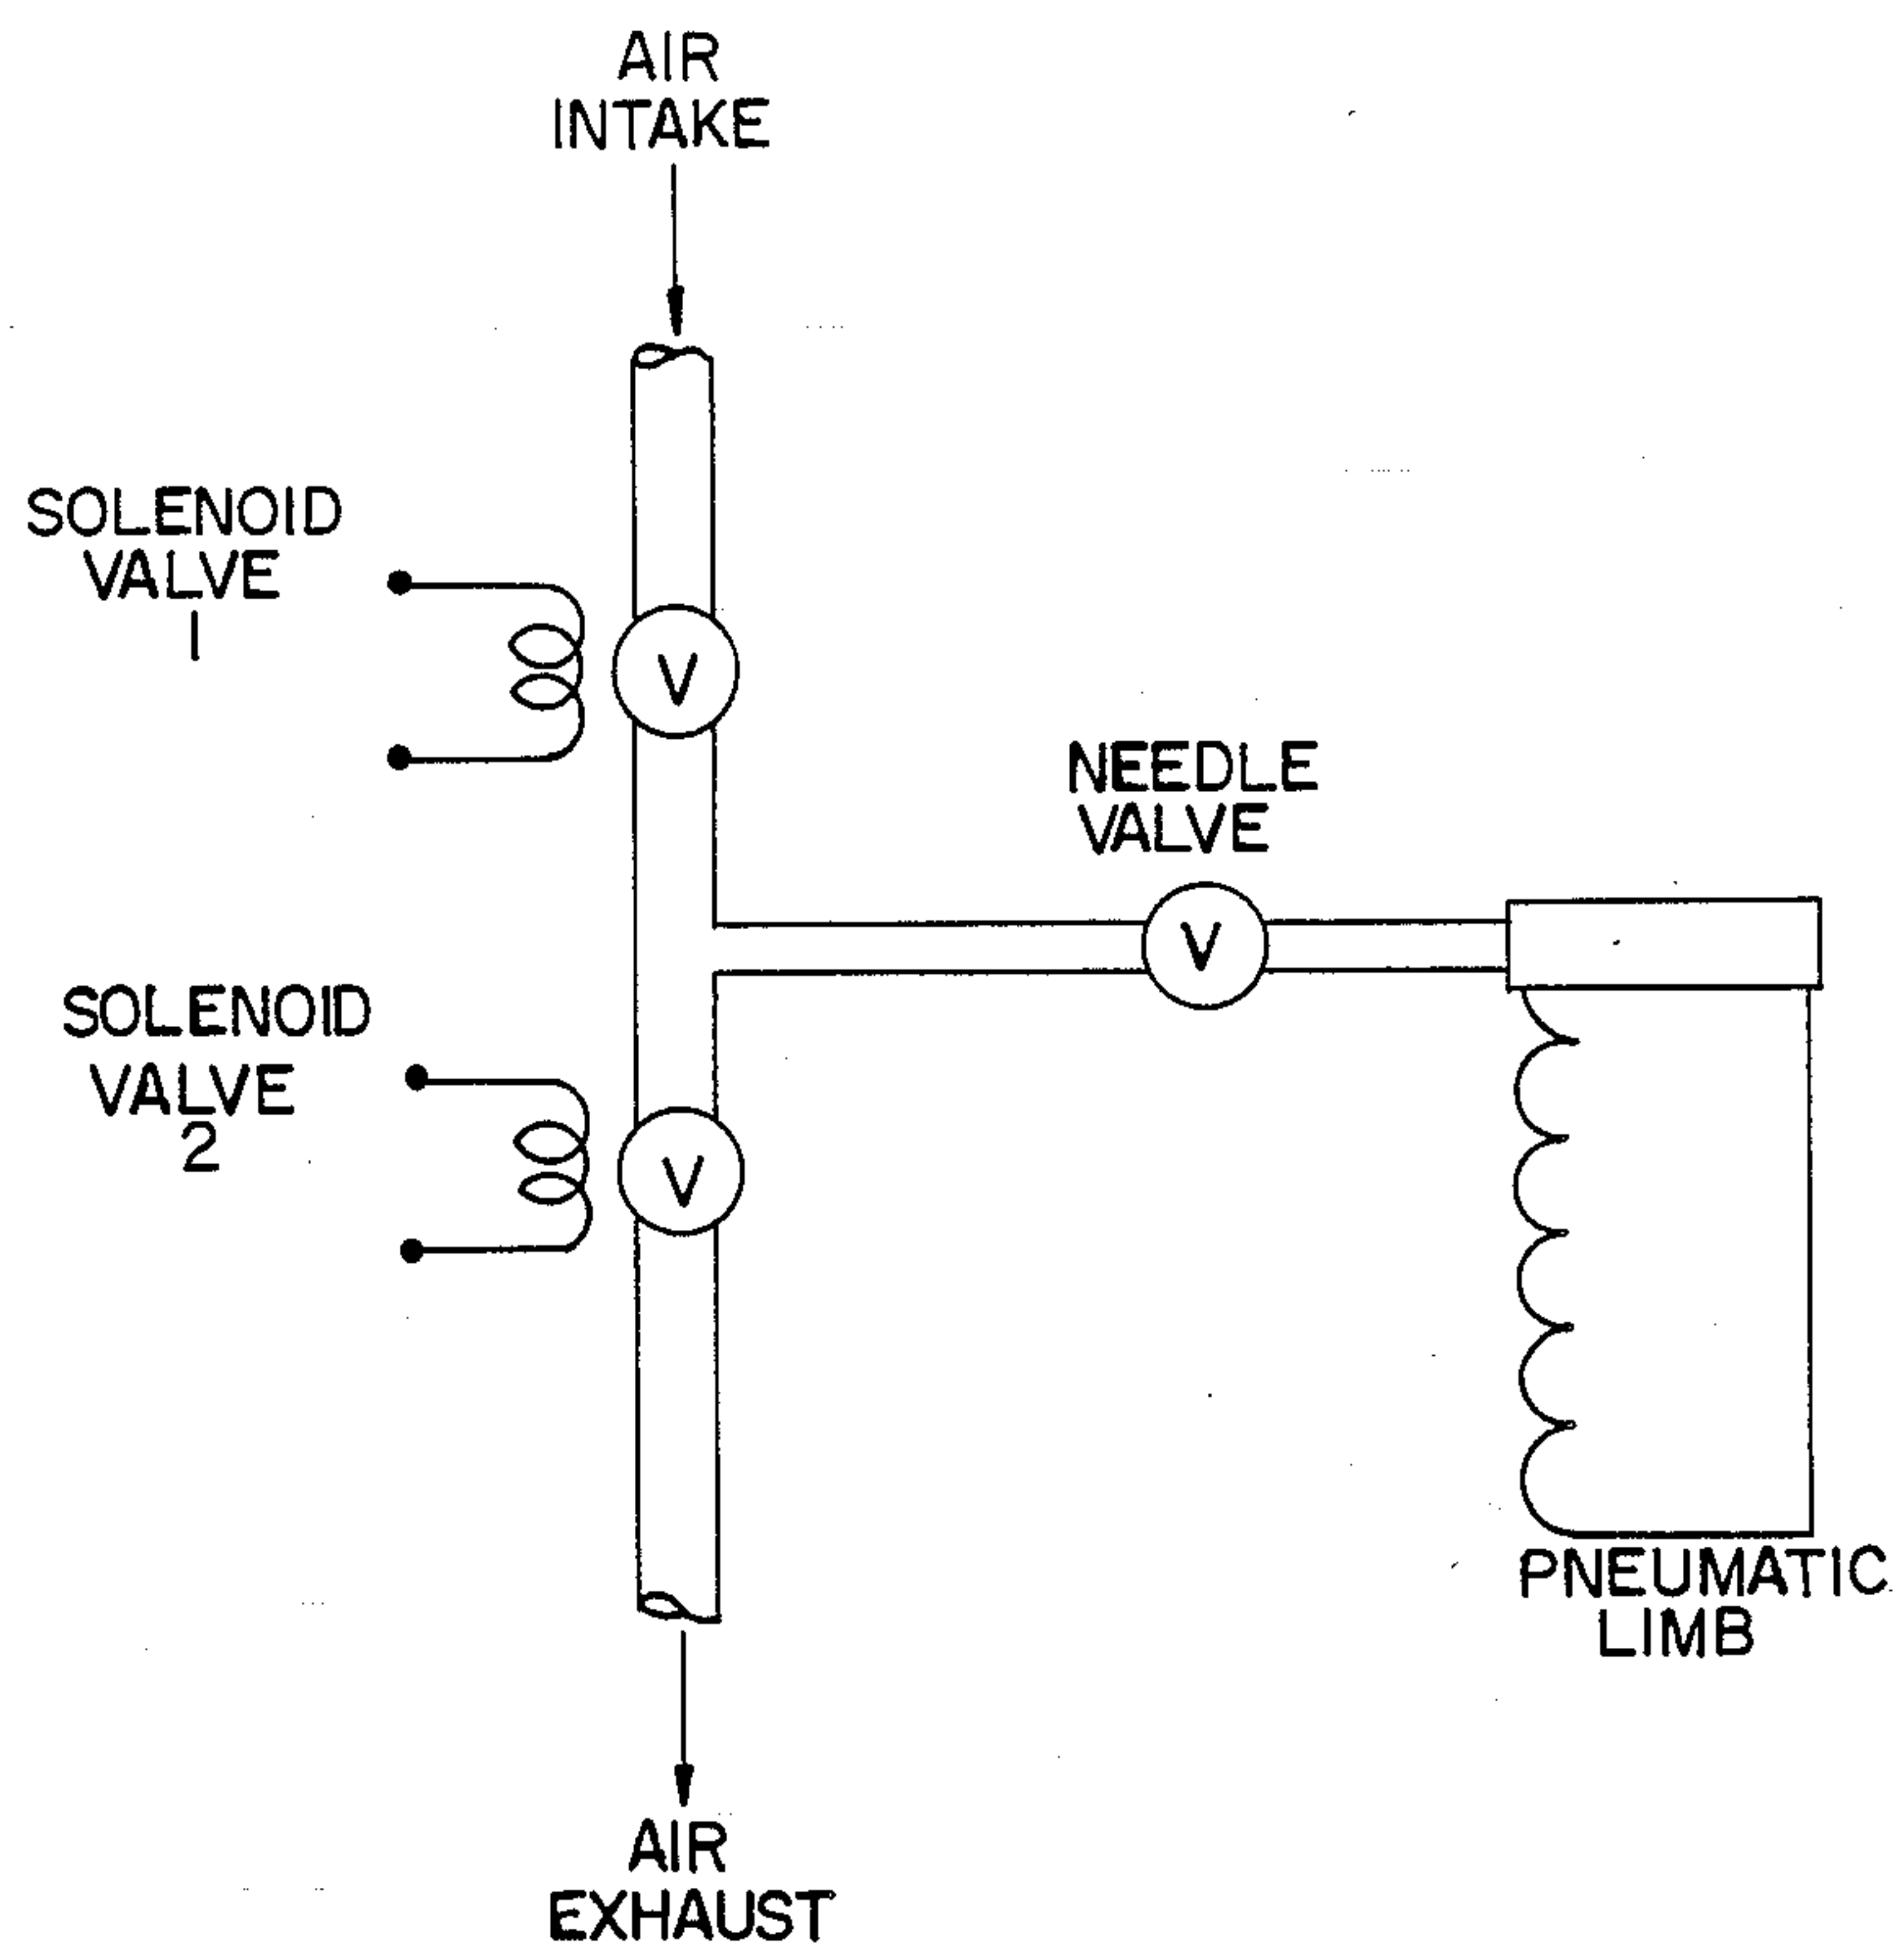 AIR
INTAKE
SOLENOID
VALVE
1
V
NEEDLE
VALVE
V
SOLENOID
VALVE
2
V
PNEUMATIC
LIMB
AIR
EXHAUST